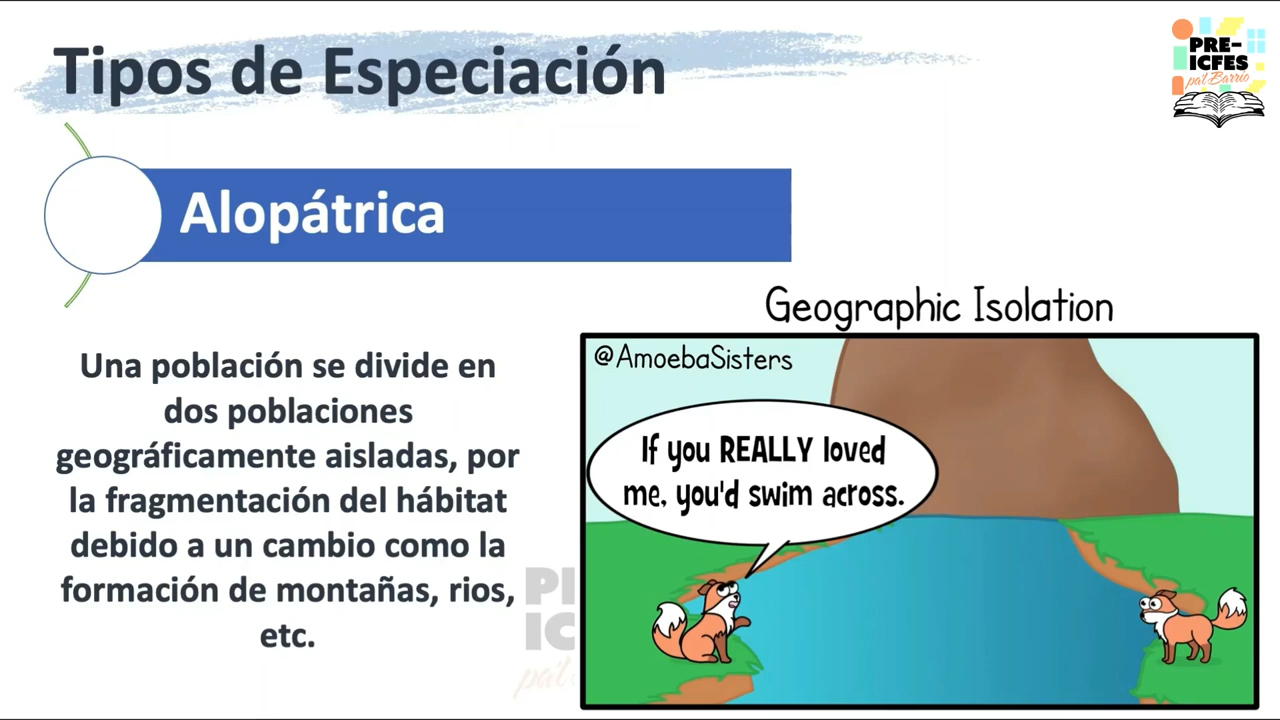 Tipos de Especiación
PRE-
ICFES
pa'l Barrio
Alopátrica
Geographic Isolation
@AmoebaSisters
If you REALLY loved
me, you'd swim across.
Una población se divide en
dos poblaciones
geográficamente aisladas, por
la fragmentación del hábitat
debido a un cambio como la
formación de montañas, rios,
etc.